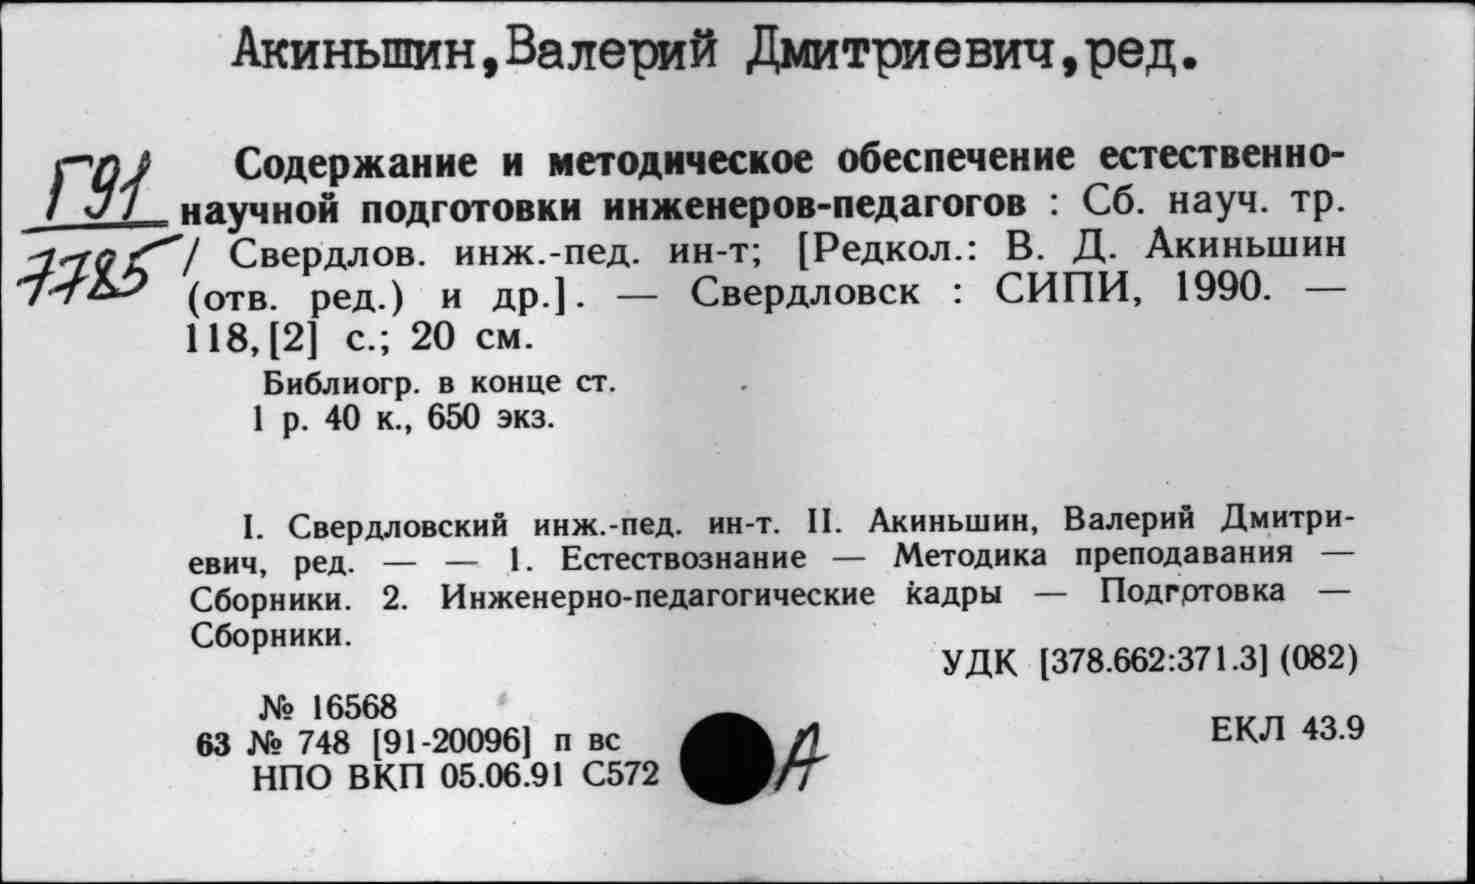 Акиньшин,Валерий Дмитриевич,ред.
Г91
7785
Содержание и методическое обеспечение естественно-
научной подготовки инженеров-педагогов : Сб. науч. тр.
/ Свердлов. инж.-пед. ин-т; [Редкол.: В. Д. Акиньшин
(отв. ред.) и др.]. — Свердловск : СИПИ, 1990. —
118,[2] с.; 20 см.
Библиогр. в конце ст.
1 р. 40 к., 650 экз.
I. Свердловский инж.-пед. ин-т. II. Акиньшин, Валерий Дмитри-
евич, ред. — — 1. Естествознание — Методика преподавания —
Сборники. 2. Инженерно-педагогические кадры — Подготовка —
Сборники.
УДК [378.662:371.3] (082)
№ 16568
63 № 748 [91-20096] п вс
НПО ВКП 05.06.91 С572
А
ЕКЛ 43.9